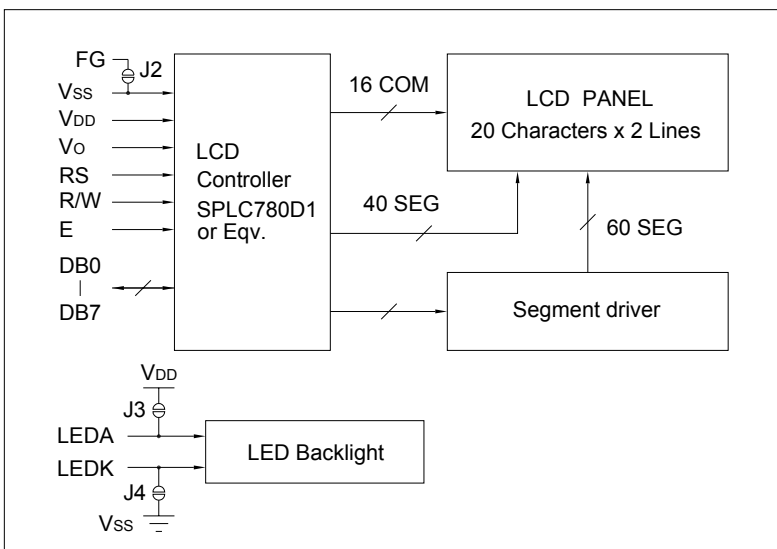 FG
J2
VSS
VDD
VO
RS
R/W
E
DB0
|
DB7
LCD
Controller
SPLC780D1
or Eqv.
16 COM
40 SEG
LCD PANEL
20 Characters x 2 Lines
60 SEG
Segment driver
VDD
J3
LEDA
LEDK
J4
VSS
LED Backlight